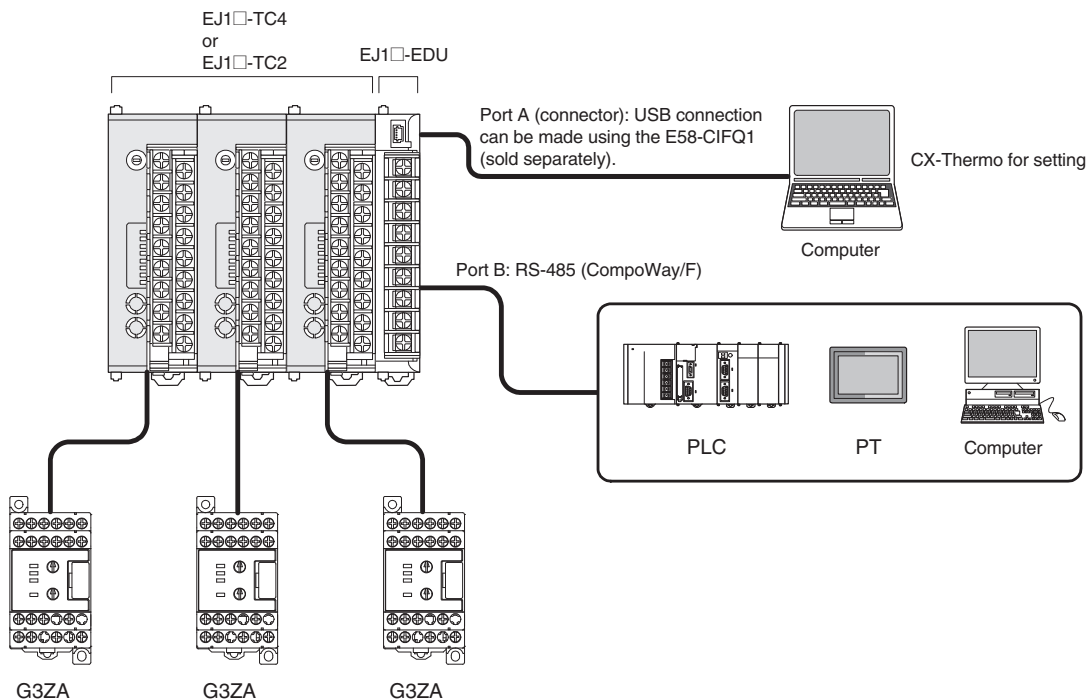 EJ1□-TC4
or
EJ1□-TC2
EJ1□-EDU
Port A (connector): USB connection
can be made using the E58-CIFQ1
(sold separately).
CX-Thermo for setting
Computer
Port B: RS-485 (CompoWay/F)
PLC
PT
Computer
G3ZA
G3ZA
G3ZA